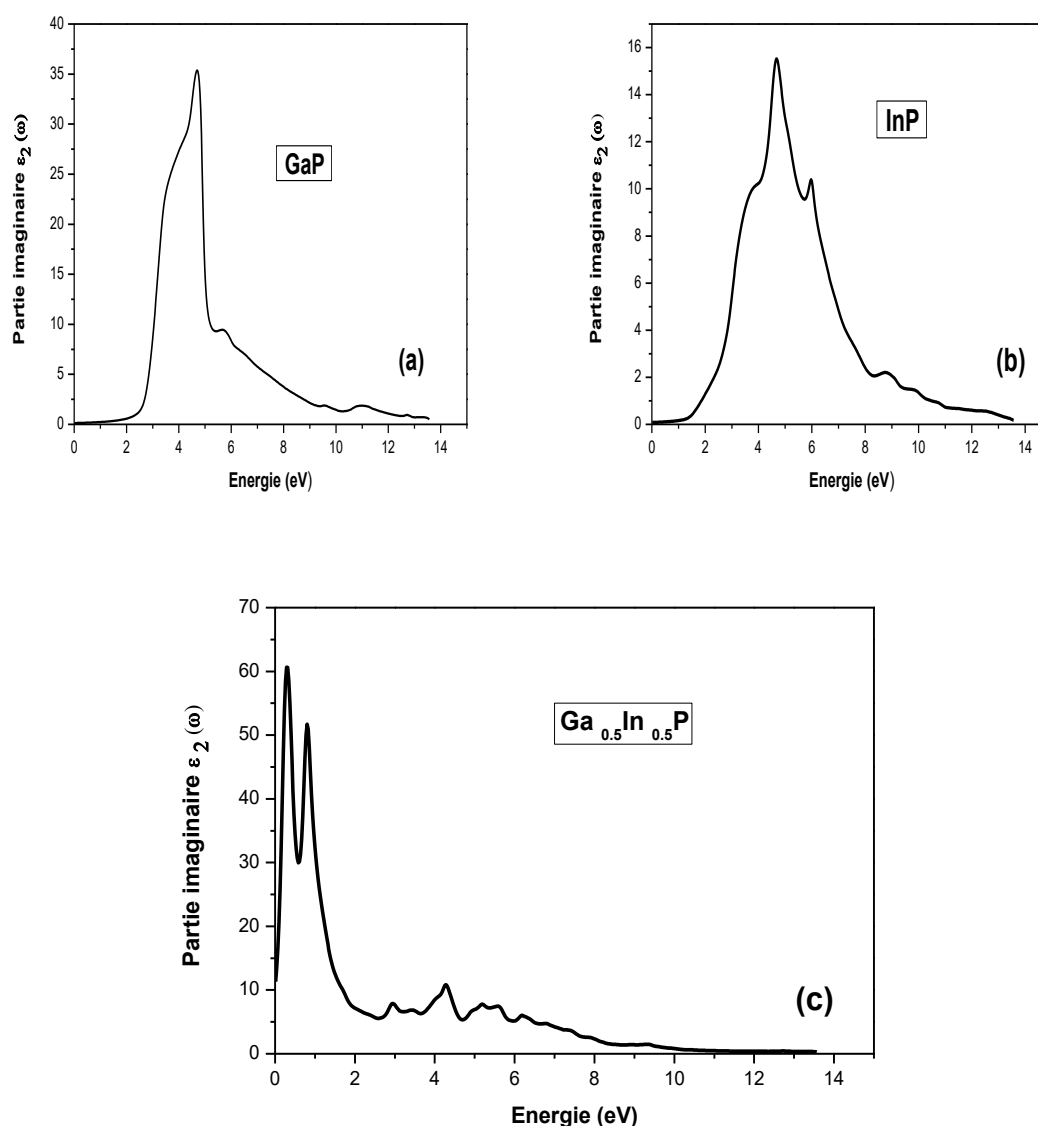 40
35
30
25
20
15
10
5
0
Partie imaginaire ε₂(ω)
GaP
(a)
0 2 4 6 8 10 12 14
Energie (eV)
16
14
12
10
8
6
4
2
0
Partie imaginaire ε₂(ω)
InP
(b)
0 2 4 6 8 10 12 14
Energie (eV)
70
60
50
40
30
20
10
0
Partie imaginaire ε₂(ω)
Ga 0.5In 0.5P
(c)
0 2 4 6 8 10 12 14
Energie (eV)